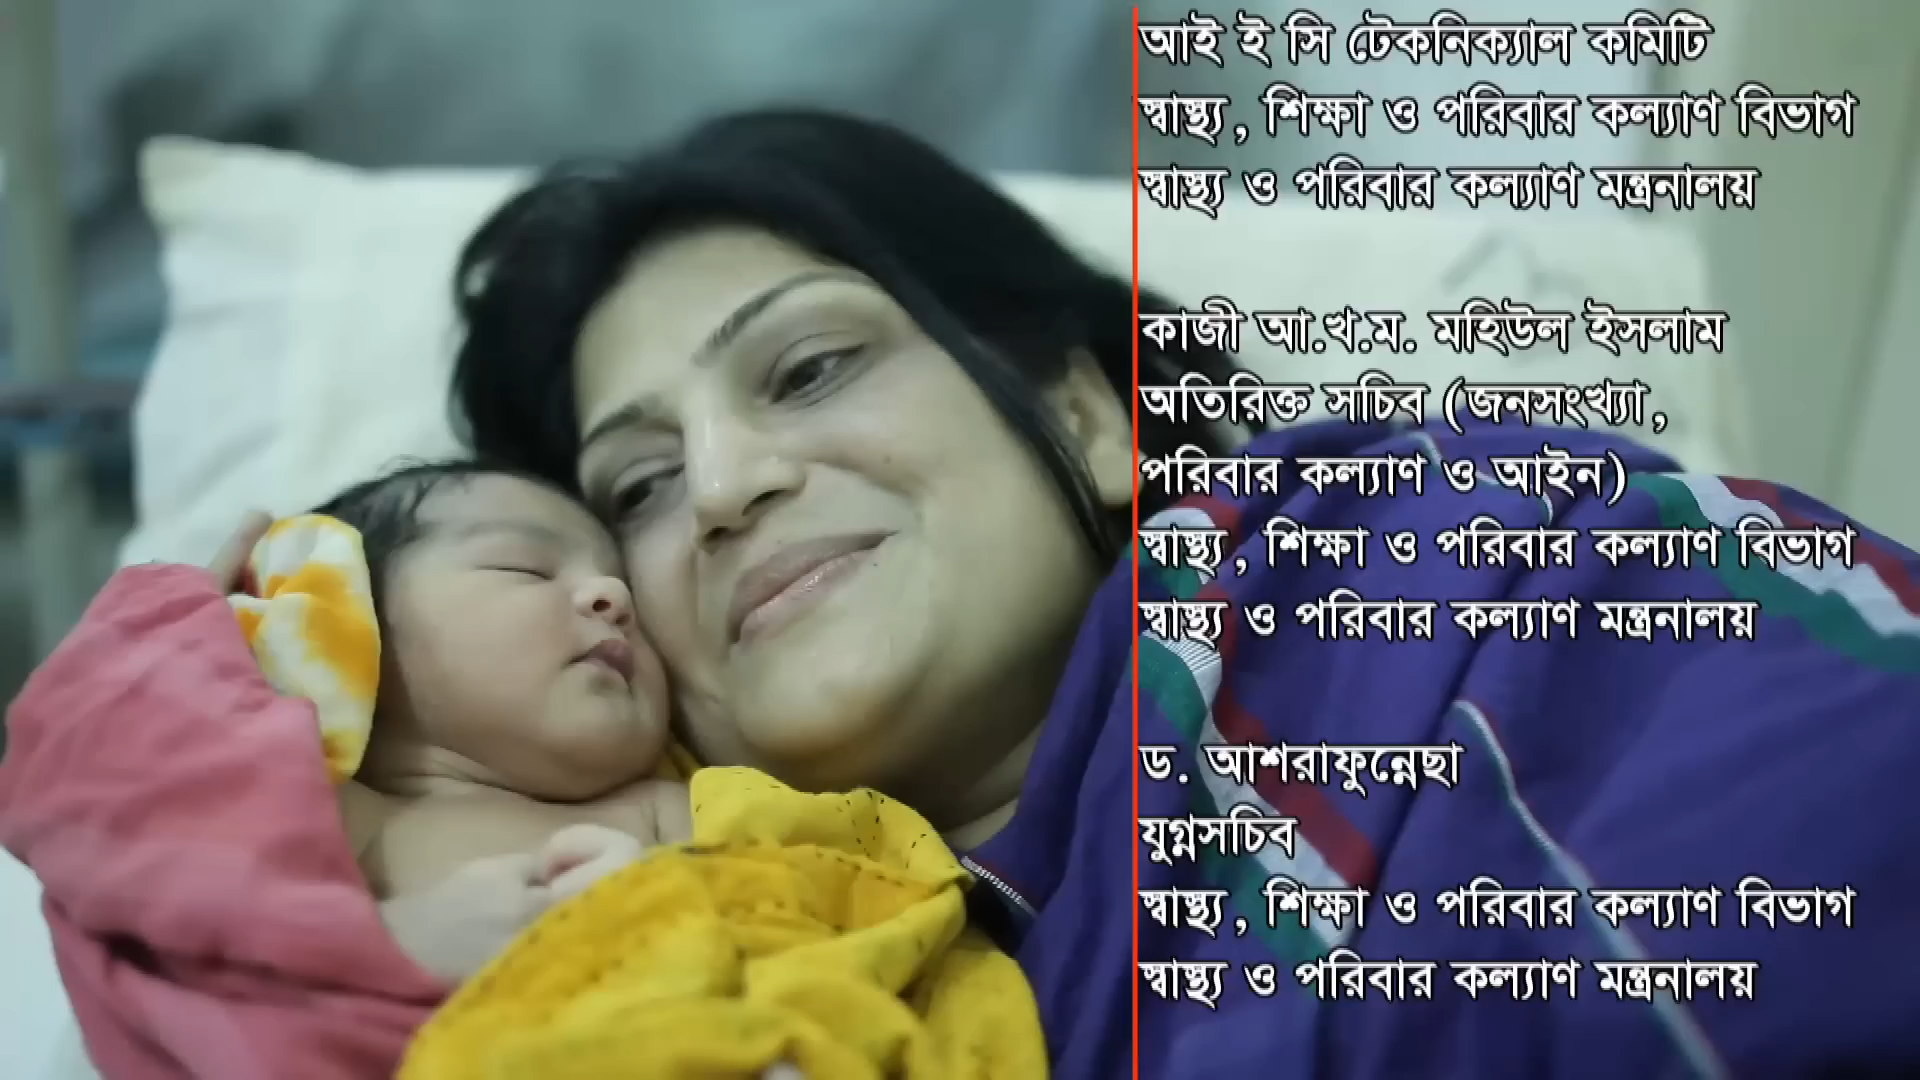 আই ই সি টেকনিক্যাল কমিটি
স্বাস্থ্য, শিক্ষা ও পরিবার কল্যাণ বিভাগ
স্বাস্থ্য ও পরিবার কল্যাণ মন্ত্রনালয়
কাজী আ.খ.ম. মহিউল ইসলাম
অতিরিক্ত সচিব (জনসংখ্যা,
পরিবার কল্যাণ ও আইন)
স্বাস্থ্য, শিক্ষা ও পরিবার কল্যাণ বিভাগ
স্বাস্থ্য ও পরিবার কল্যাণ মন্ত্রনালয়
ড. আশরাফুন্নেছা
যুগ্নসচিব
স্বাস্থ্য, শিক্ষা ও পরিবার কল্যাণ বিভাগ
স্বাস্থ্য ও পরিবার কল্যাণ মন্ত্রনালয়